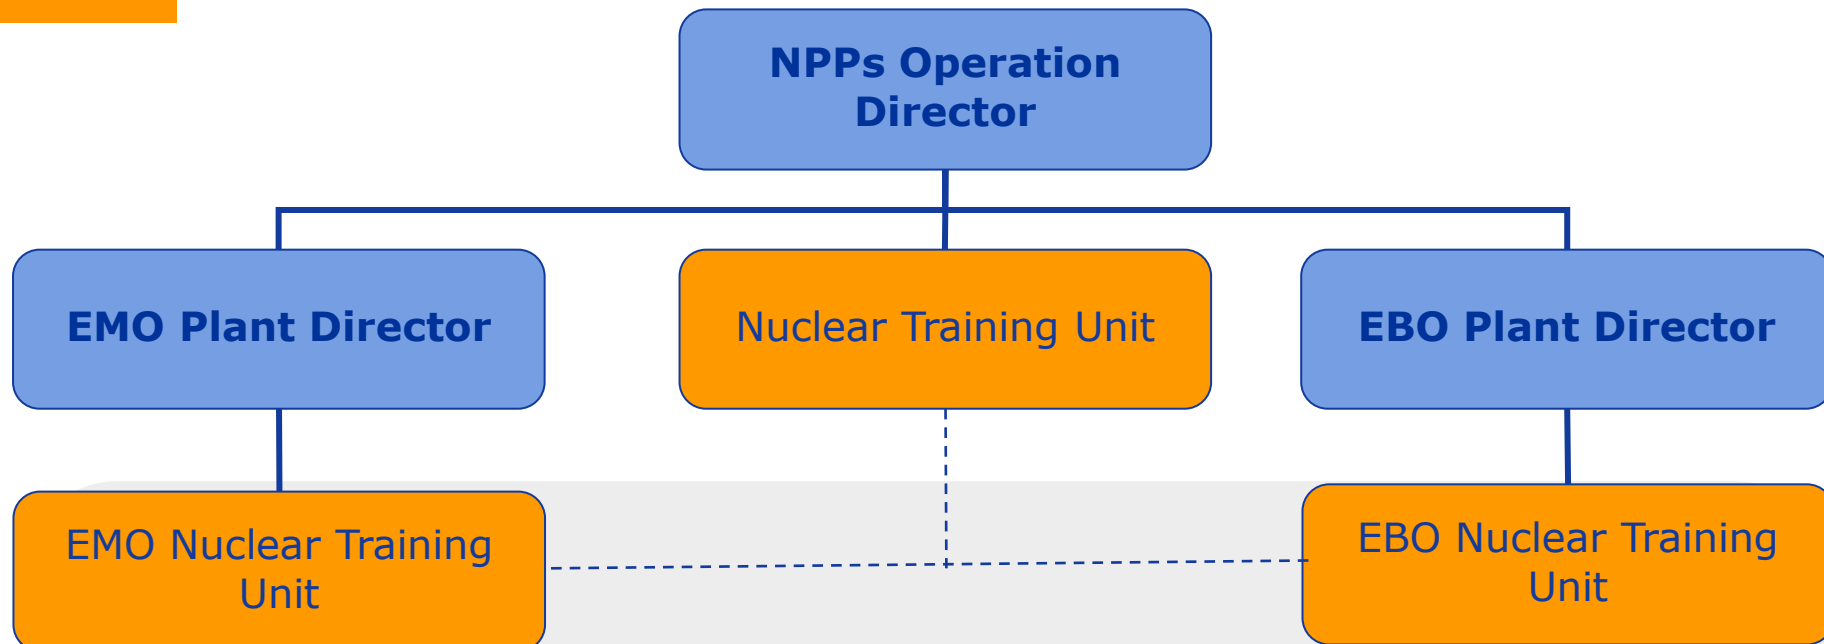 NPPs Operation
Director
EMO Plant Director
Nuclear Training Unit
EBO Plant Director
EMO Nuclear Training
Unit
EBO Nuclear Training
Unit